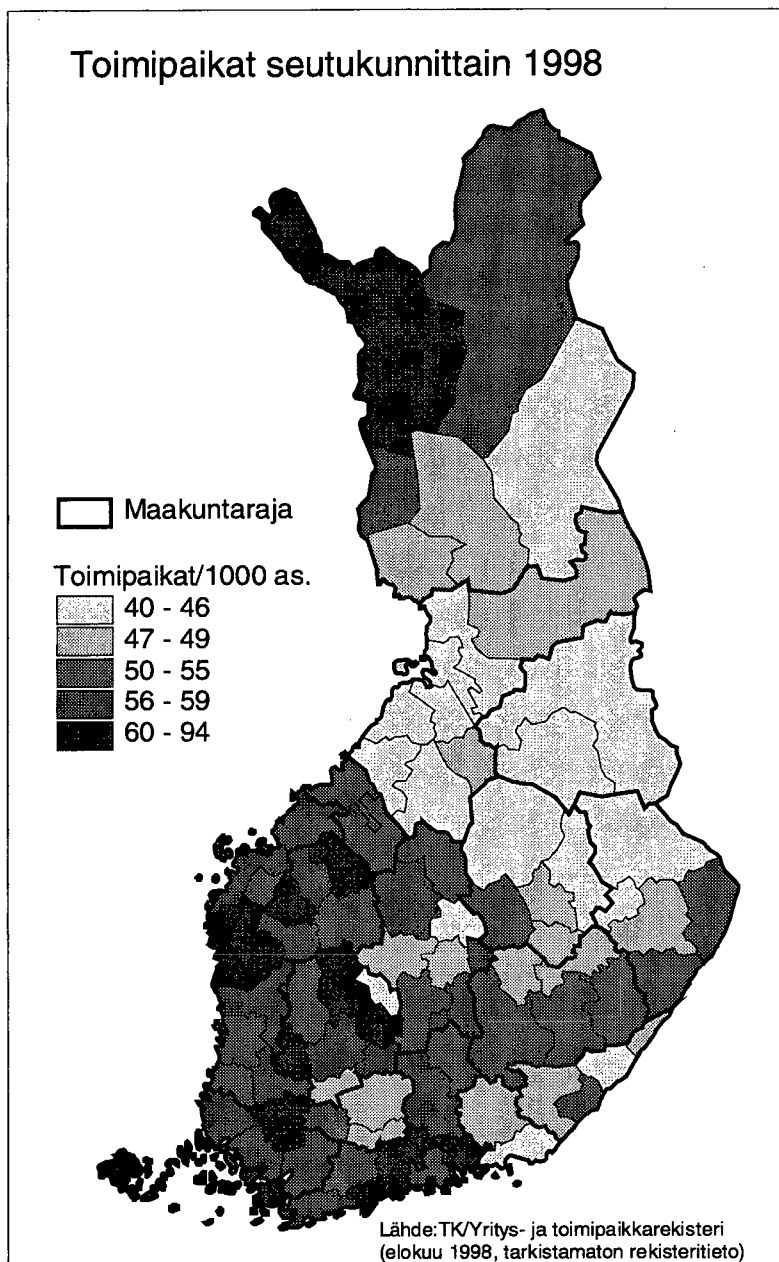 Toimipaikat seutukunnittain 1998
Maakuntaraja
Toimipaikat/1000 as.
40 - 46
47 - 49
50 - 55
56 - 59
60 - 94
Lähde:TK/Yritys- ja toimipaikkarekisteri
(elokuu 1998, tarkistamaton rekisteritieto)